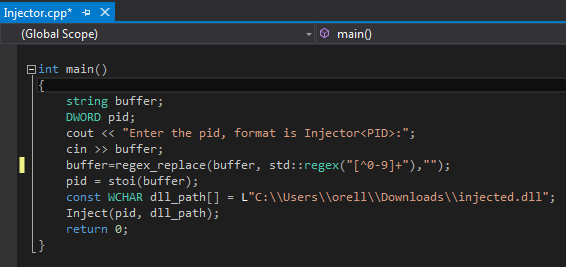 Injector.cpp*
(Global Scope)
main()
int main()
{
string buffer;
DWORD pid;
cout << "Enter the pid, format is Injector<PID>:";
cin >> buffer;
buffer=regex_replace(buffer, std::regex("[^0-9]+"),"");
pid = stoi(buffer);
const WCHAR dll_path[] = L"C:\\Users\\orell\\Downloads\\injected.dll";
Inject(pid, dll_path);
return 0;
}